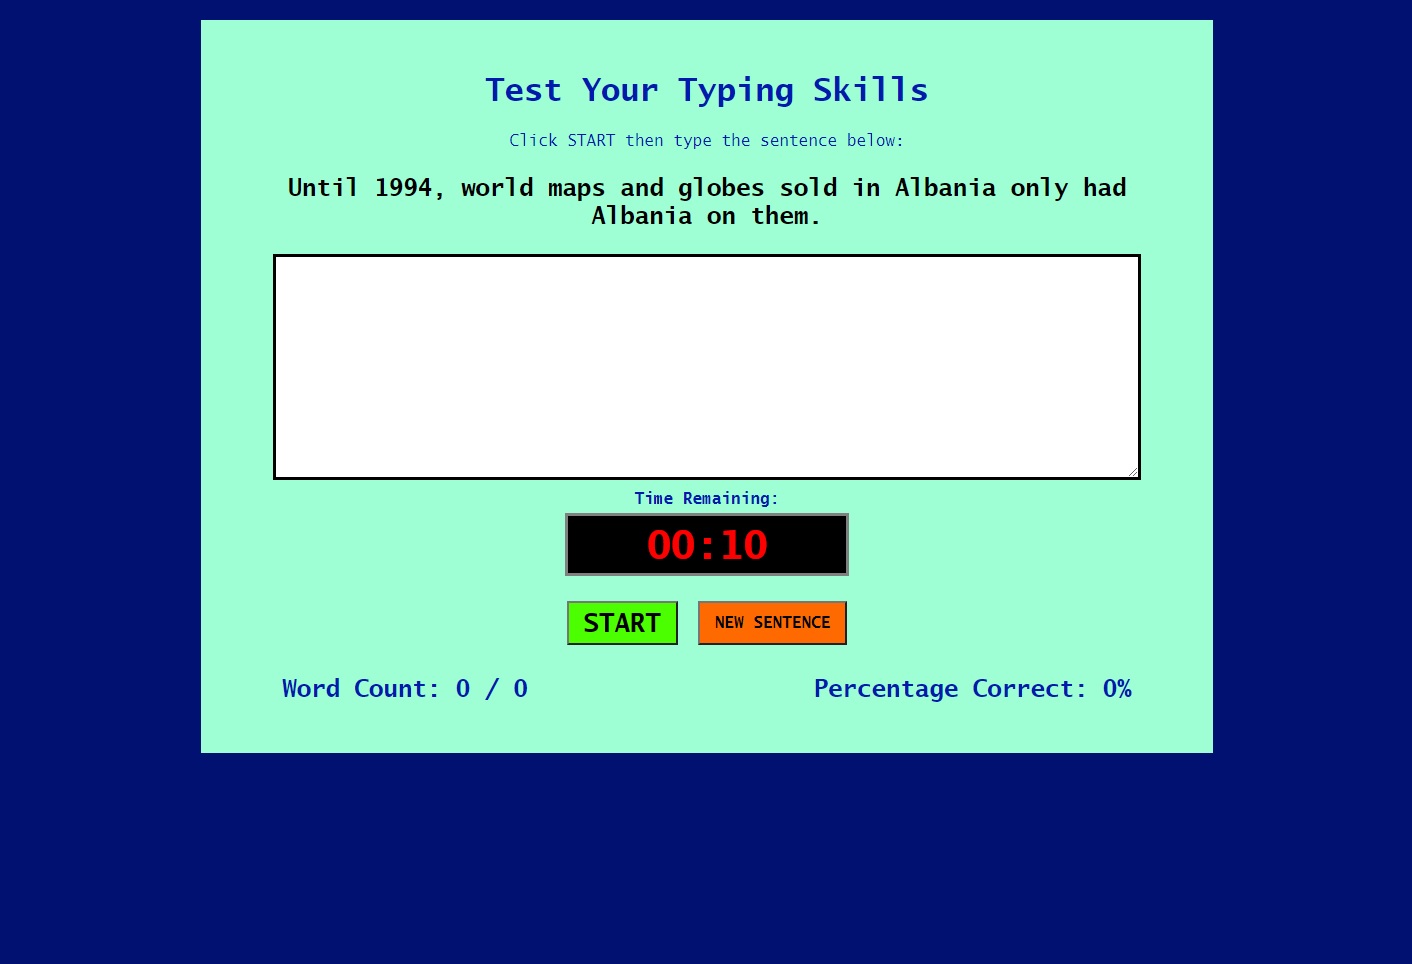 Test Your Typing Skills
Click START then type the sentence below:
Until 1994, world maps and globes sold in Albania only had
Albania on them.
Time Remaining:
00:10
START
NEW SENTENCE
Word Count: 0 / 0
Percentage Correct: 0%